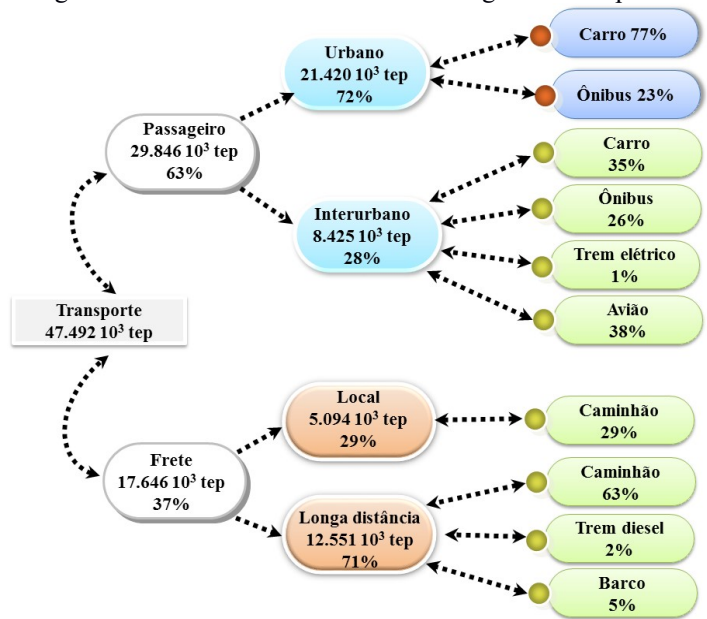 Urbano
21.420 10³ tep
72%
Carro 77%
Ônibus 23%
Passageiro
29.846 10³ tep
63%
Carro
35%
Ônibus
26%
Interurbano
8.425 10³ tep
28%
Trem elétrico
1%
Avião
38%
Transporte
47.492 10³ tep
Local
5.094 10³ tep
29%
Caminhão
29%
Frete
17.646 10³ tep
37%
Caminhão
63%
Longa distância
12.551 10³ tep
71%
Trem diesel
2%
Barco
5%